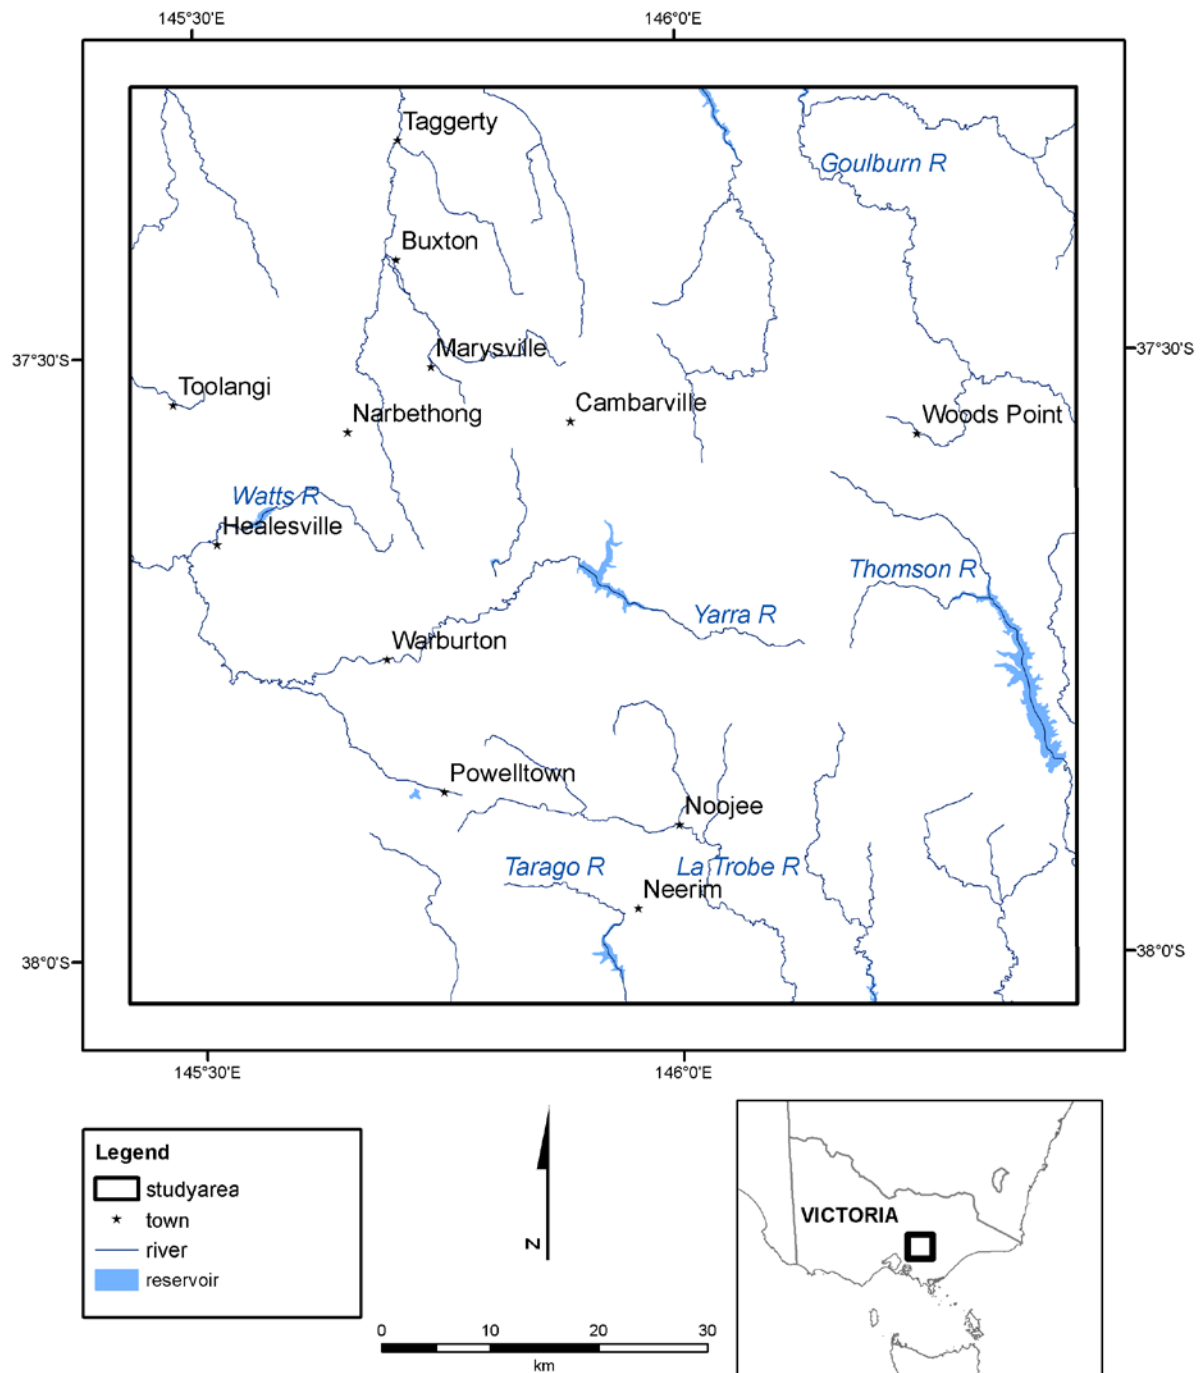 145°30'E
146°0'E
Taggerty
Goulburn R
Buxton
37°30'S
37°30'S
Marysville
Toolangi
Cambarville
Narbethong
Woods Point
Watts R
Healesville
Thomson R
Yarra R
Warburton
Powelltown
Noojee
Tarago R
La Trobe R
Neerim
38°0'S
38°0'S
145°30'E
146°0'E
Legend
studyarea
town
river
reservoir
N
0 10 20 30
km
VICTORIA